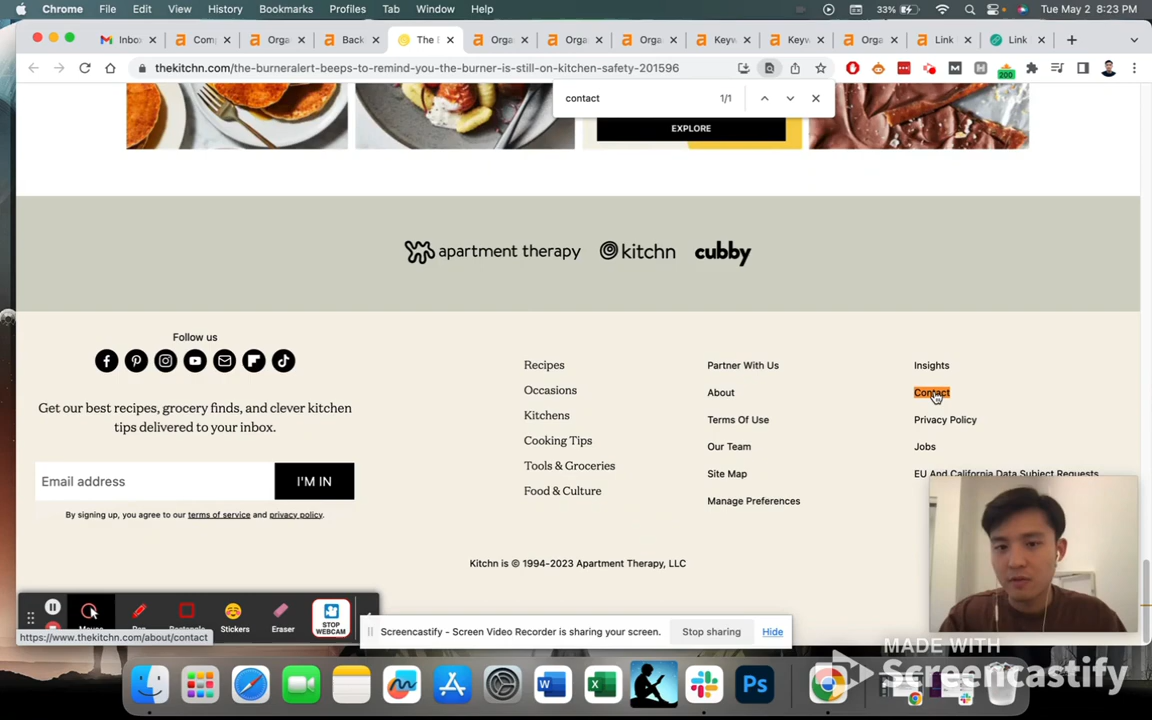 Chrome File Edit View History Bookmarks Profiles Tab Window Help
33% Tue May 2 8:23 PM
Inbo
Com
Orga
Back
The B
Orga
Orga
Orga
Keyw
Keyw
Orga
Link
Link
thekitchn.com/the-burneralert-beeps-to-remind-you-the-burner-is-still-on-kitchen-safety-201596
200
contact 1/1
EXPLORE
apartment therapy kitchn cubby
Follow us
Get our best recipes, grocery finds, and clever kitchen
tips delivered to your inbox.
Email address I'M IN
By signing up, you agree to our terms of service and privacy policy.
Recipes
Occasions
Kitchens
Cooking Tips
Tools & Groceries
Food & Culture
Partner With Us
About
Terms Of Use
Our Team
Site Map
Manage Preferences
Insights
Contact
Privacy Policy
Jobs
EU And California Data Subject Requests
Kitchn is © 1994-2023 Apartment Therapy, LLC
Stickers
Eraser
STOP
WEBCAM
https://www.thekitchn.com/about/contact
Screencastify - Screen Video Recorder is sharing your screen. Stop sharing Hide
MADE WITH
Screencastify
W X Ps